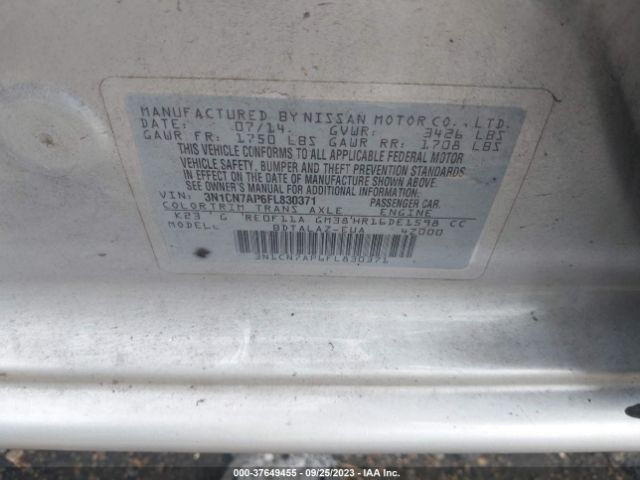 MANUFACTURED BY NISSAN MOTOR CO., LTD.
DATE: 07/14 GVWR: 3426 LBS
GAWR FR: 1750 LBS GAWR RR: 1708 LBS
THIS VEHICLE CONFORMS TO ALL APPLICABLE FEDERAL MOTOR
VEHICLE SAFETY, BUMPER AND THEFT PREVENTION STANDARDS
IN EFFECT ON THE DATE OF MANUFACTURE SHOWN ABOVE.
SEE OWNER'S MANUAL FOR ADDITIONAL INFORMATION.
VIN: 3N1CN7AP6FL830371 PASSENGER CAR.
COLOR TRIM TRANS AXLE ENGINE
K23 G RE0F11A GM38 HR16DE1598 CC
MODEL BDTALAZ-EUA 42000
3N1CN7AP6FL830371
000-37649455 - 09/25/2023 - IAA Inc.